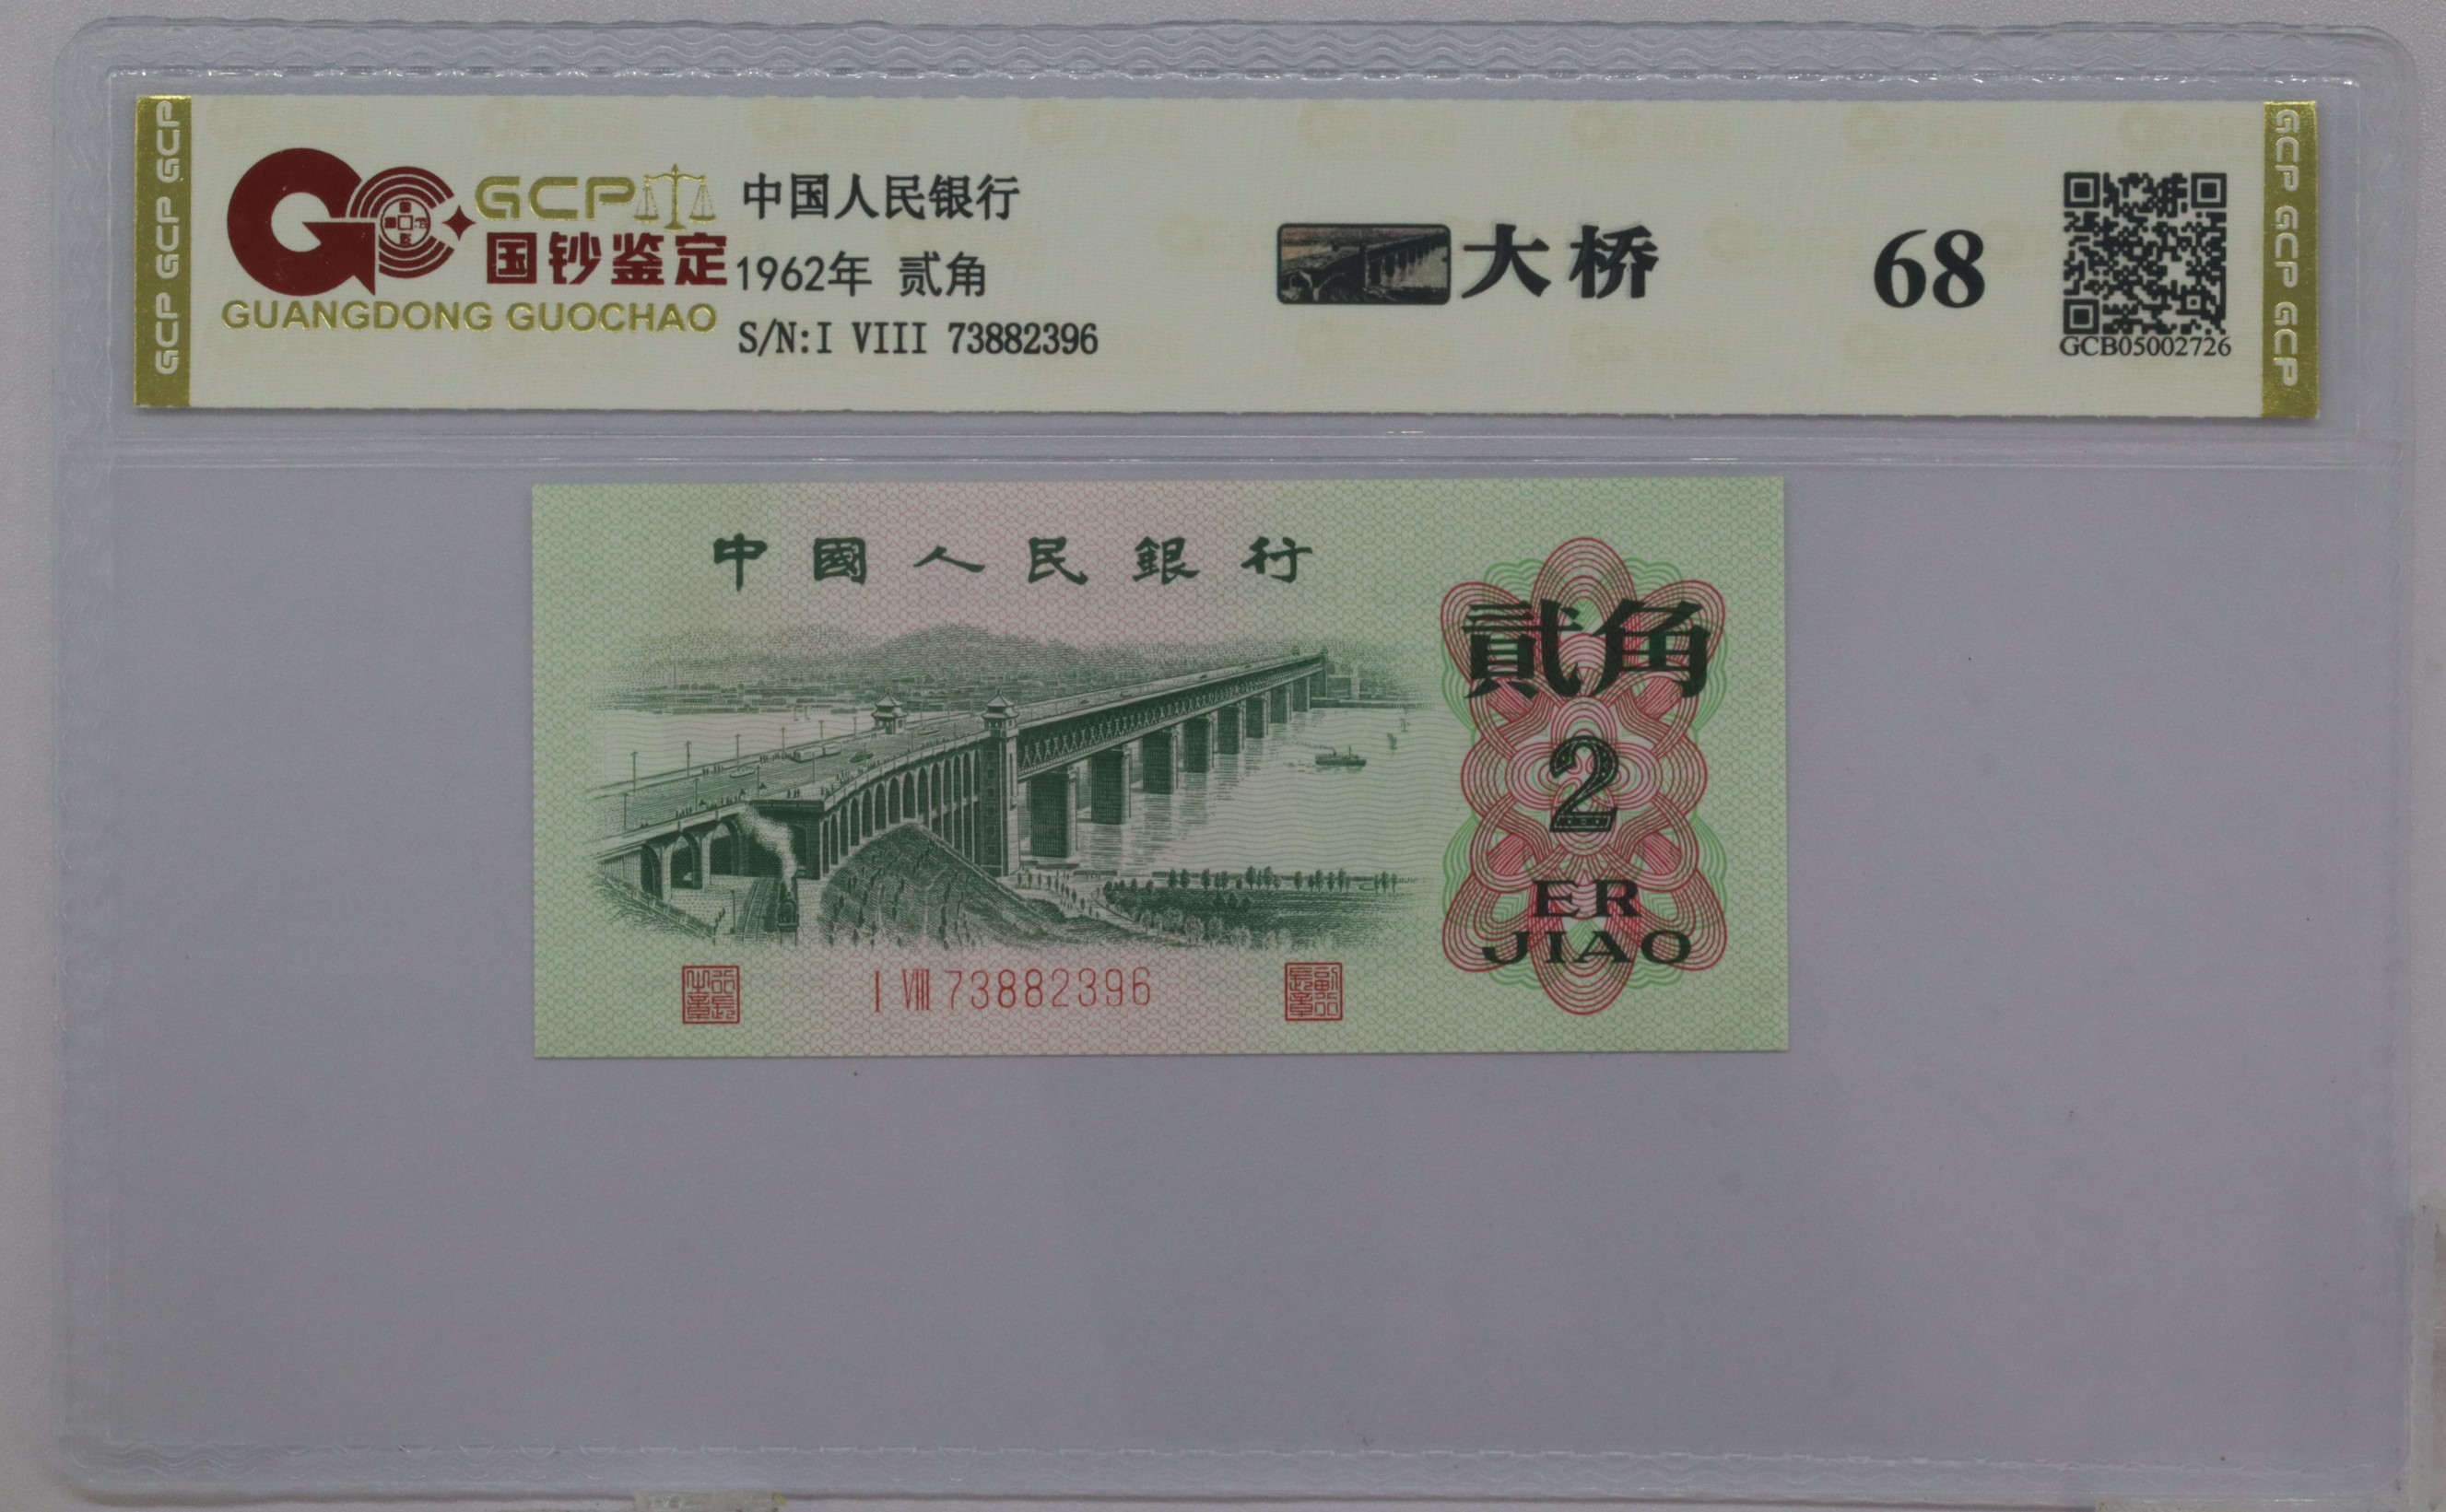 GCP GCP GCP GCP
GCP
国钞鉴定
GUANGDONG GUOCHAO
中国人民银行
1962年 贰角
S/N:I VIII 73882396
大桥
68
GCB05002726
GCP GCP GCP GCP
中國人民銀行
貳角
2
ER
JIAO
I VIII 73882396